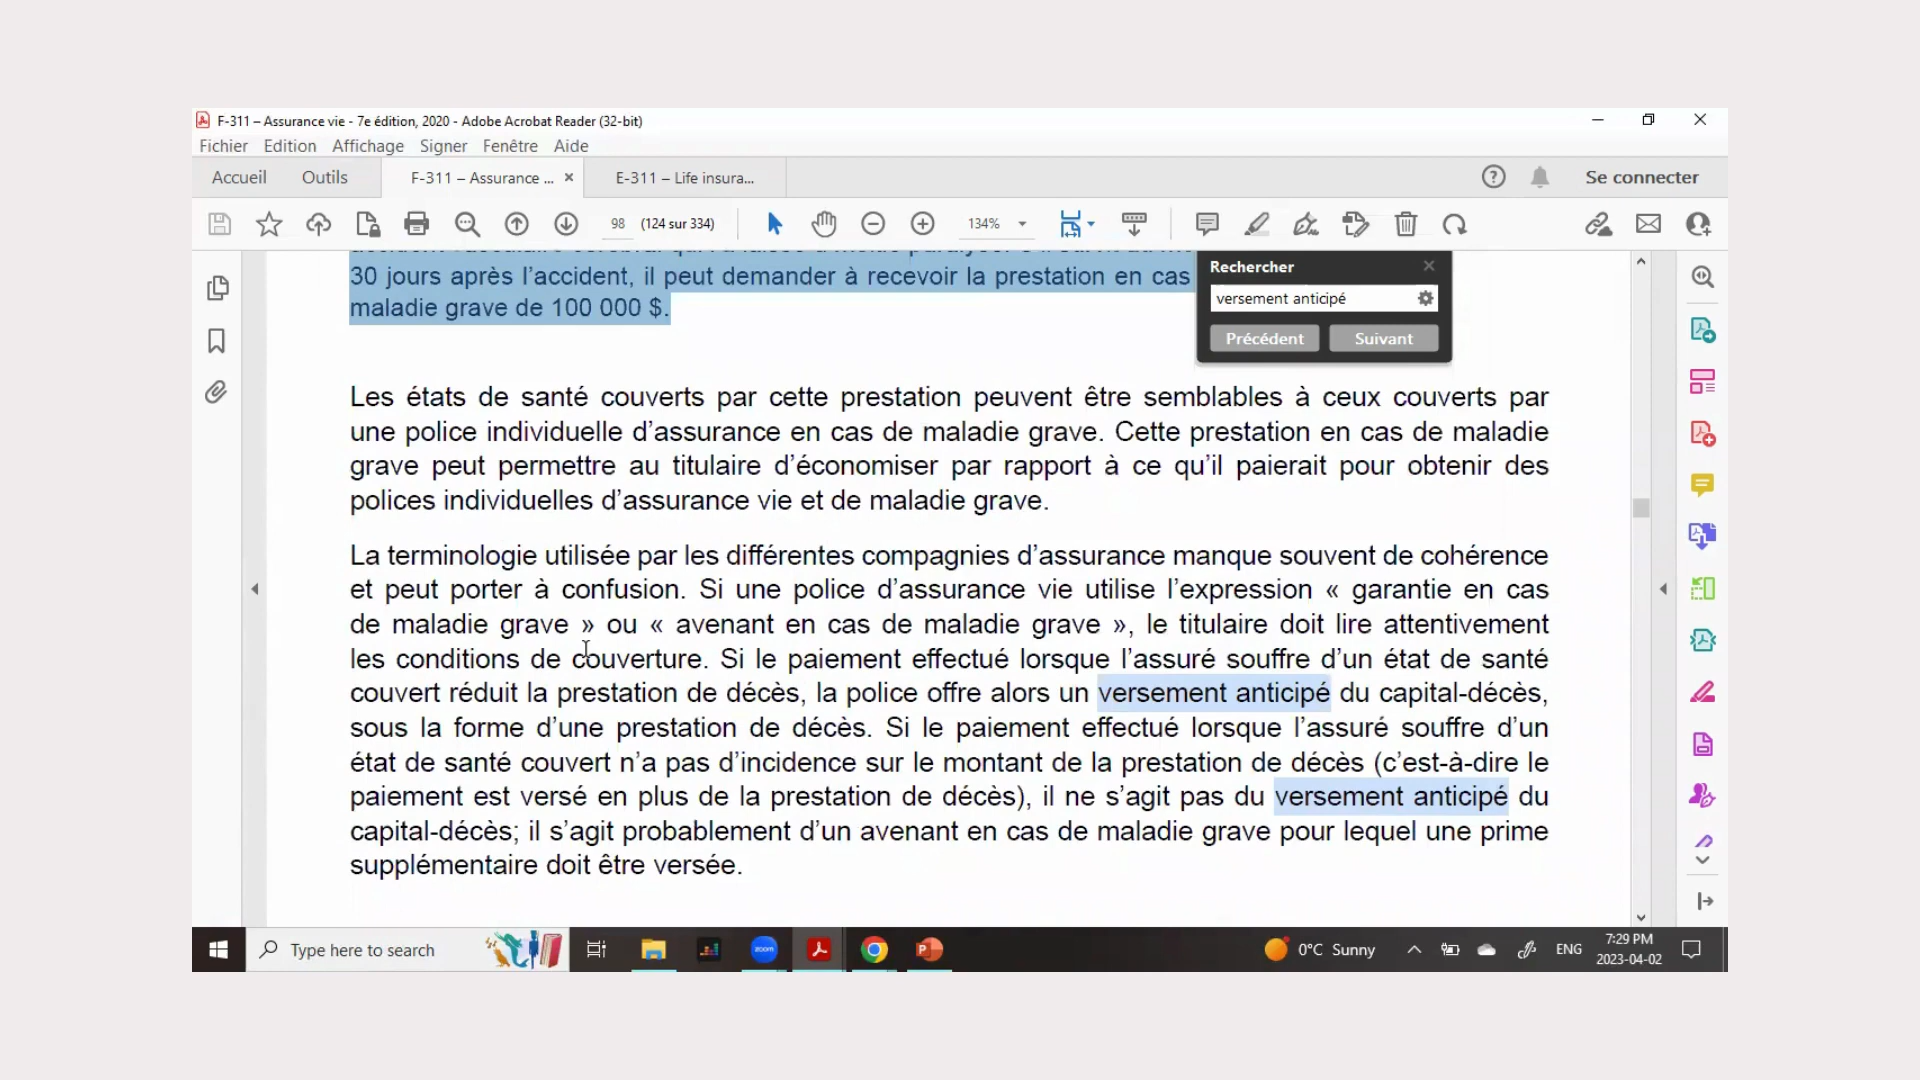 F-311 – Assurance vie - 7e édition, 2020 - Adobe Acrobat Reader (32-bit)
Fichier Edition Affichage Signer Fenêtre Aide
Accueil Outils F-311 – Assurance ... × E-311 – Life insura... Se connecter
98 (124 sur 334) 134%
30 jours après l’accident, il peut demander à recevoir la prestation en cas
maladie grave de 100 000 $.
Rechercher
versement anticipé
Précédent Suivant
Les états de santé couverts par cette prestation peuvent être semblables à ceux couverts par
une police individuelle d’assurance en cas de maladie grave. Cette prestation en cas de maladie
grave peut permettre au titulaire d’économiser par rapport à ce qu’il paierait pour obtenir des
polices individuelles d’assurance vie et de maladie grave.
La terminologie utilisée par les différentes compagnies d’assurance manque souvent de cohérence
et peut porter à confusion. Si une police d’assurance vie utilise l’expression « garantie en cas
de maladie grave » ou « avenant en cas de maladie grave », le titulaire doit lire attentivement
les conditions de couverture. Si le paiement effectué lorsque l’assuré souffre d’un état de santé
couvert réduit la prestation de décès, la police offre alors un versement anticipé du capital-décès,
sous la forme d’une prestation de décès. Si le paiement effectué lorsque l’assuré souffre d’un
état de santé couvert n’a pas d’incidence sur le montant de la prestation de décès (c’est-à-dire le
paiement est versé en plus de la prestation de décès), il ne s’agit pas du versement anticipé du
capital-décès; il s’agit probablement d’un avenant en cas de maladie grave pour lequel une prime
supplémentaire doit être versée.
Type here to search zoom 0°C Sunny ENG 7:29 PM
2023-04-02